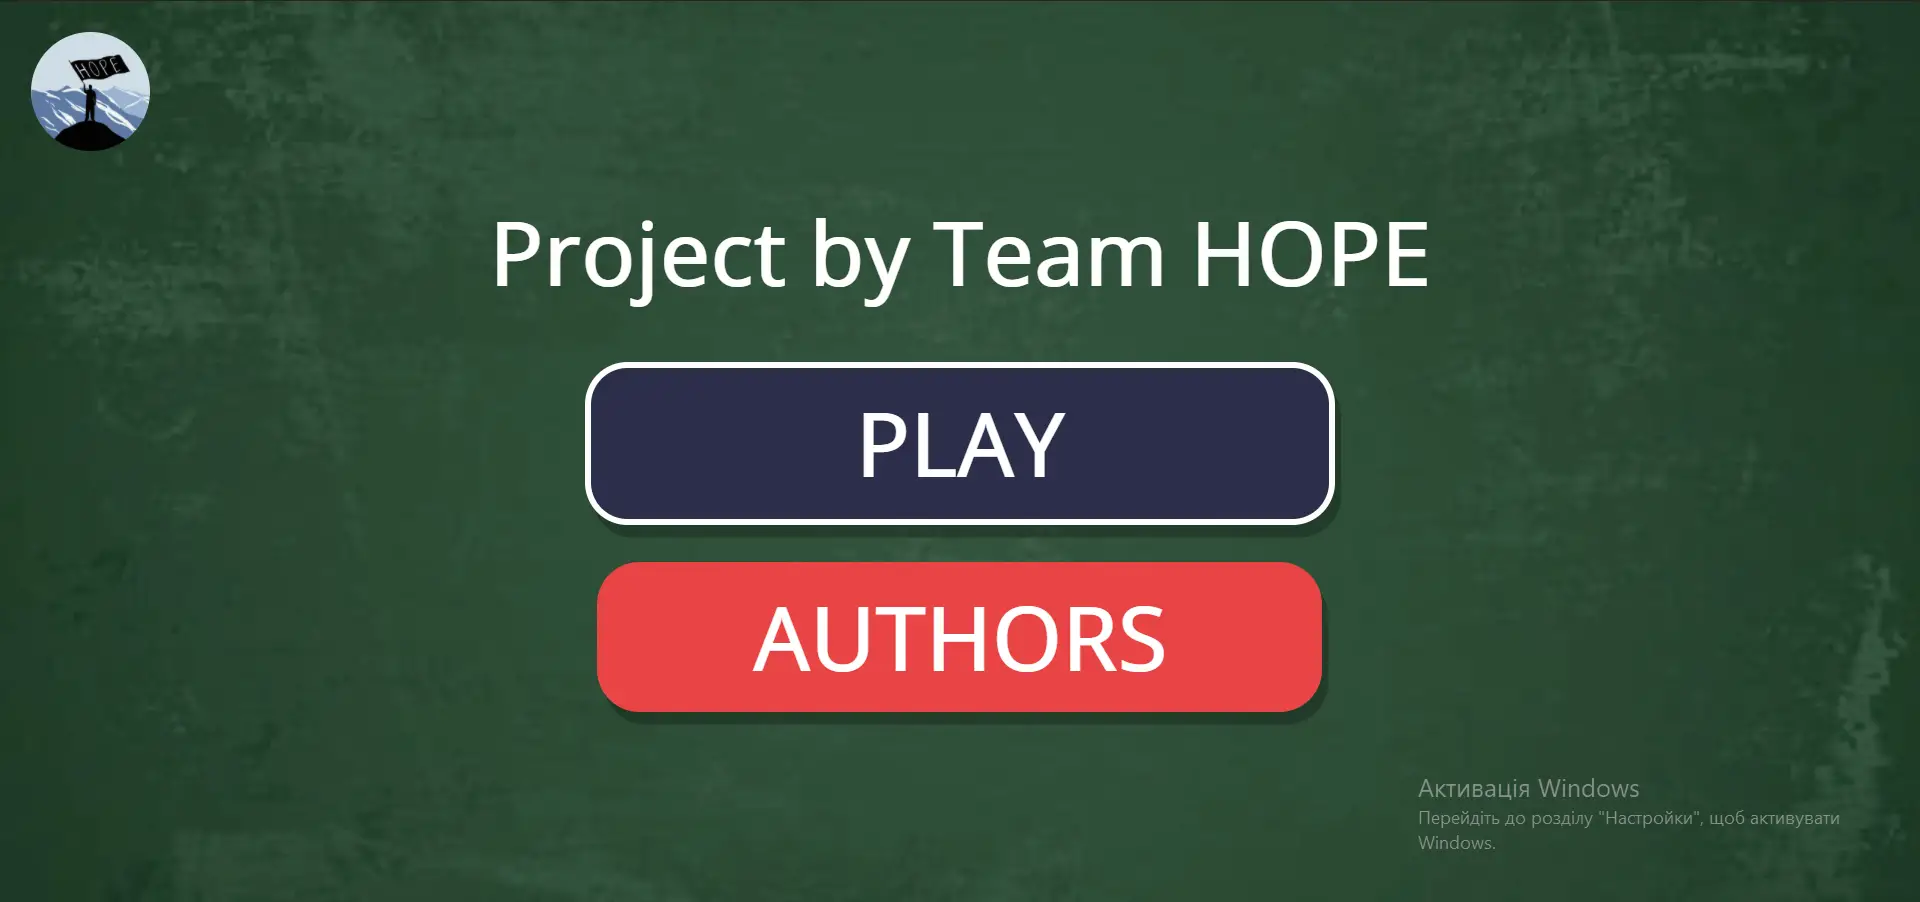 HOPE
Project by Team HOPE
PLAY
AUTHORS
Активація Windows
Перейдіть до розділу "Настройки", щоб активувати
Windows.